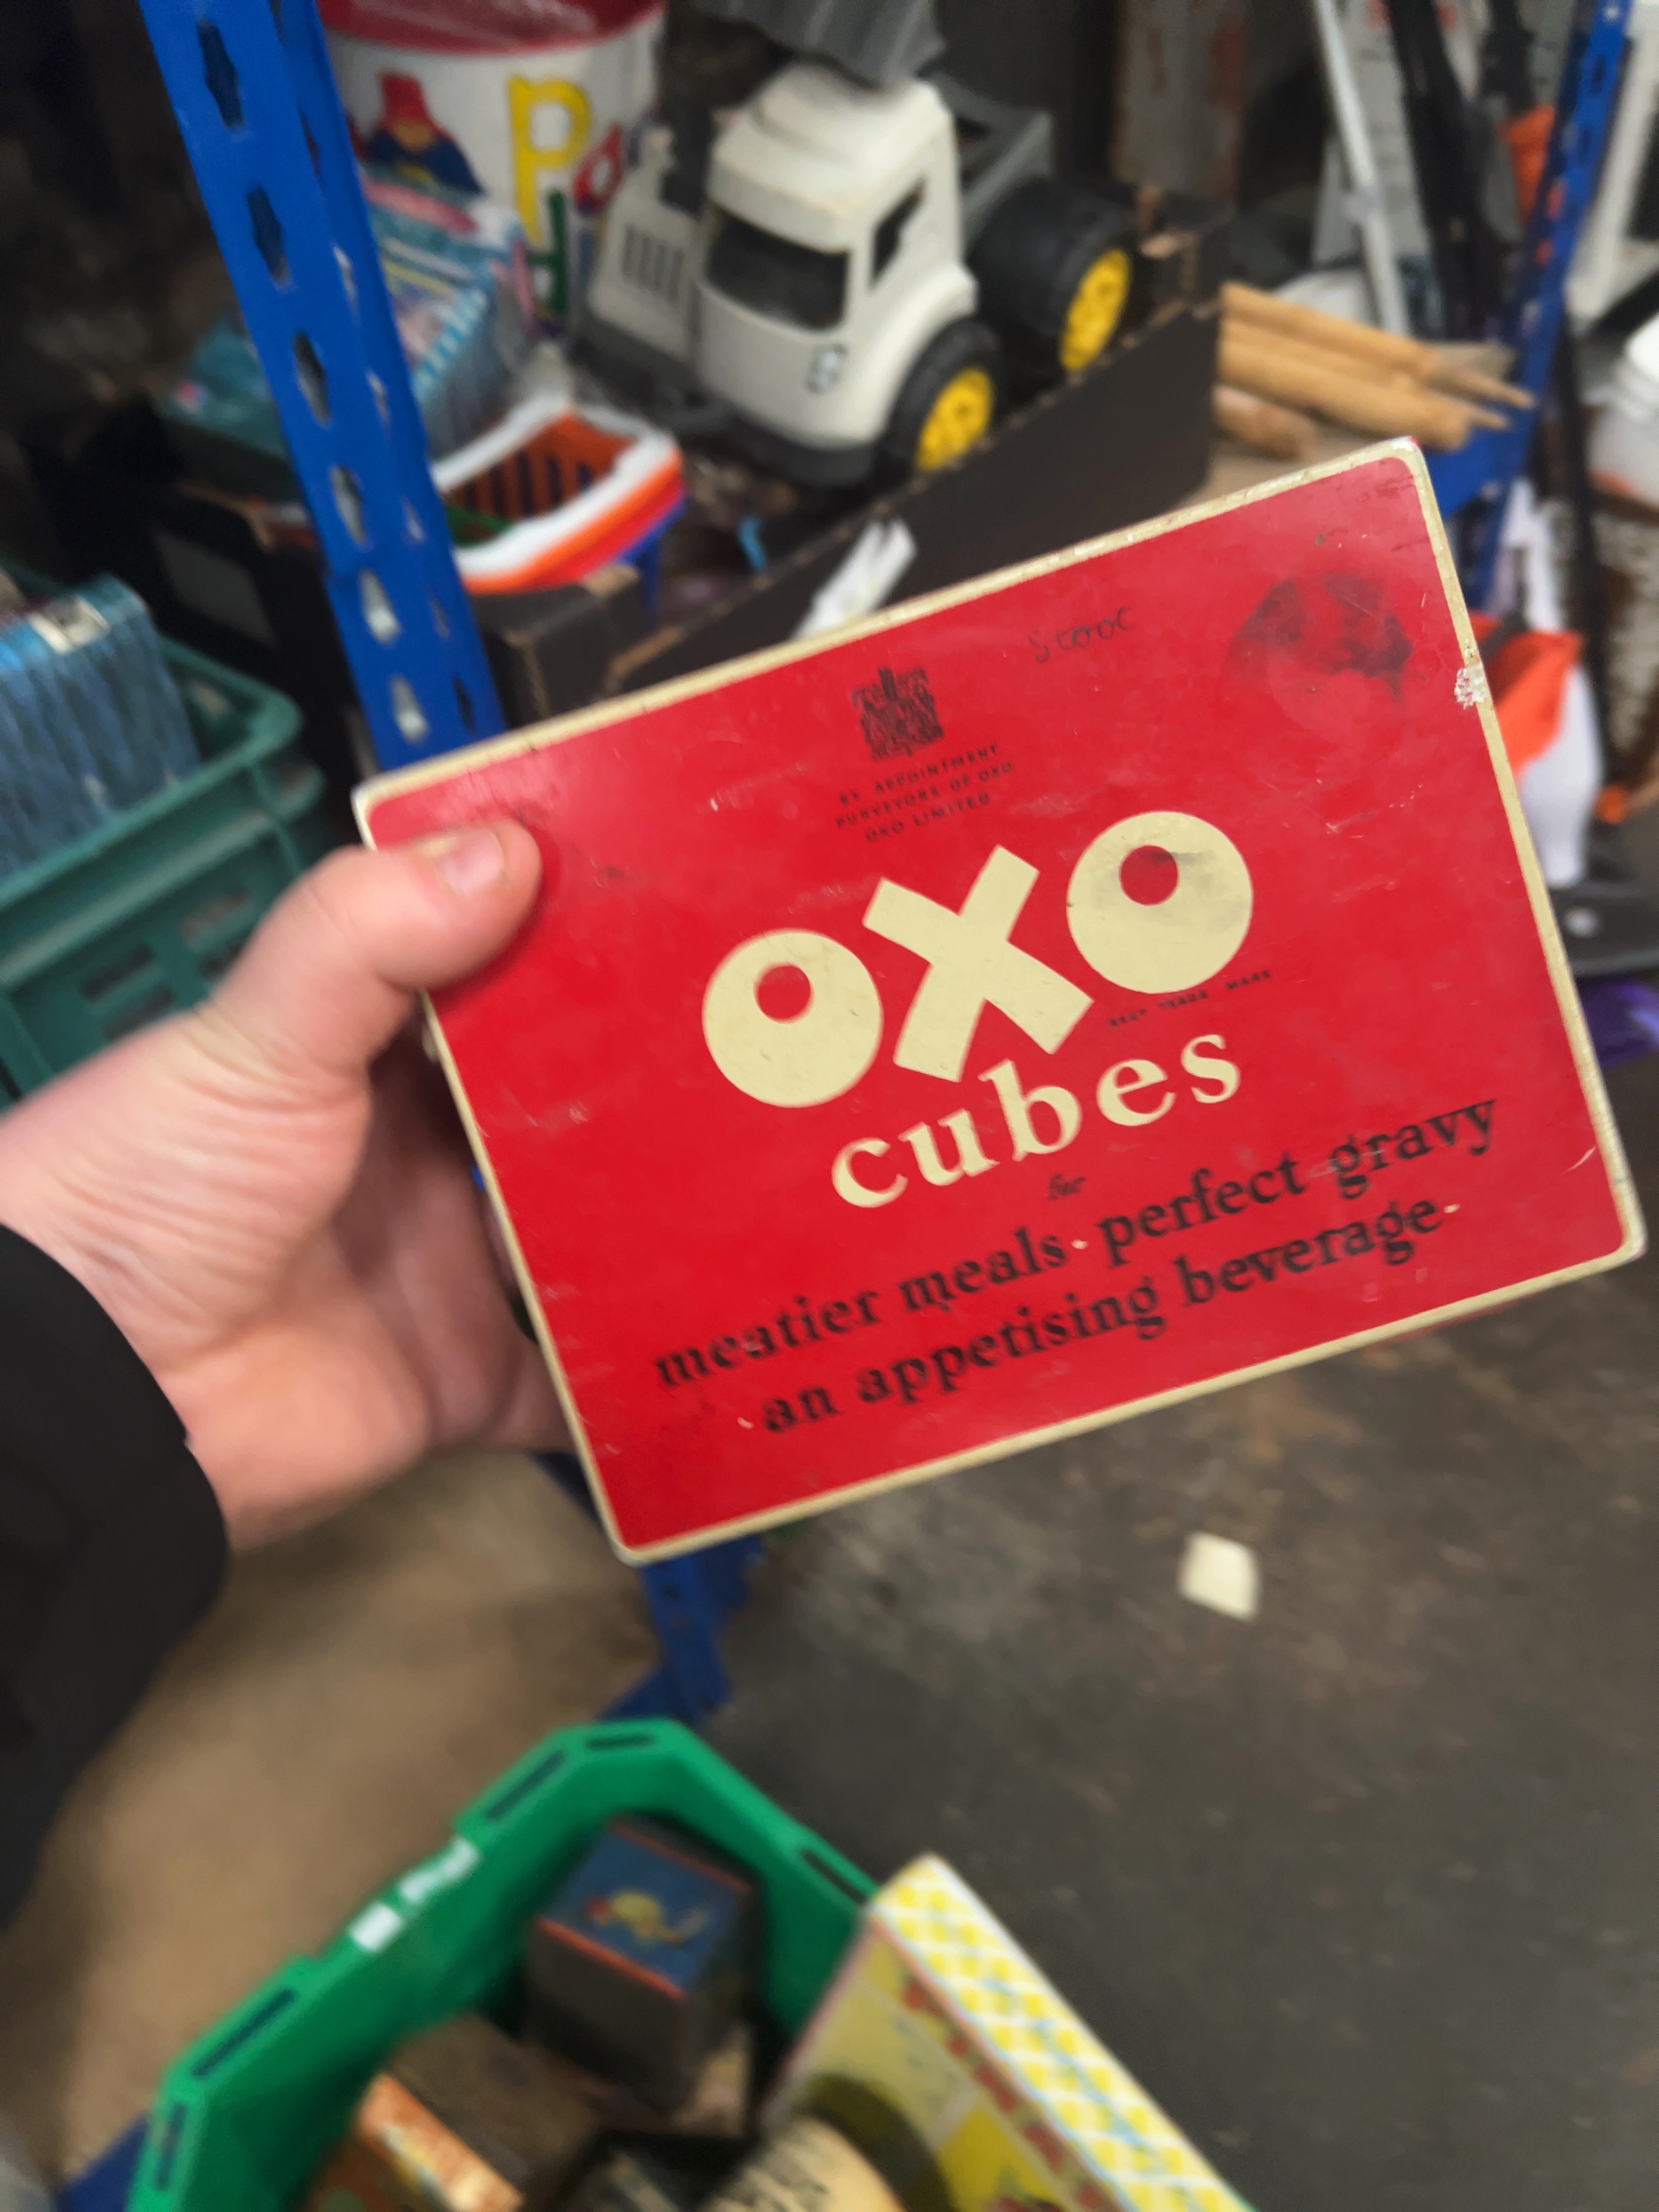 P
BY APPOINTMENT
PURVEYORS OF OXO
OXO LIMITED
OXO
REGD TRADE MARK
cubes
for
meatier meals · perfect gravy
· an appetising beverage ·